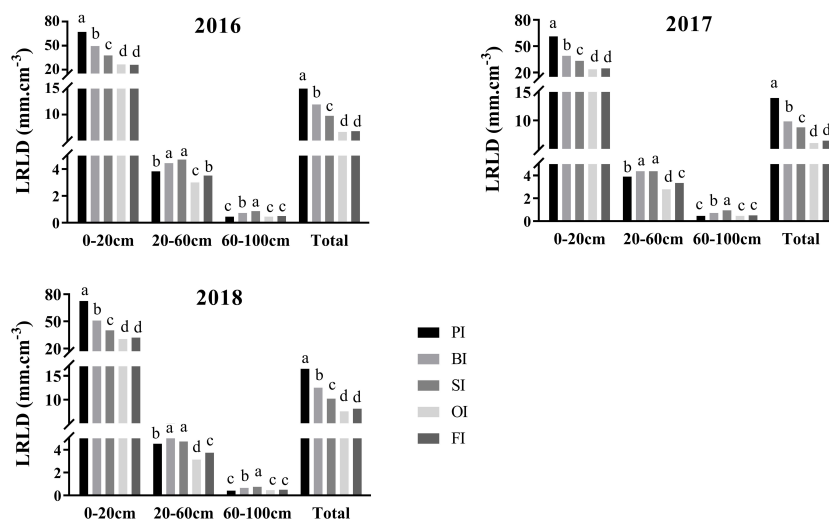 2016
LRLD (mm.cm-3)
80
50
20
15
10
4
2
0
a b c d d
b a a c b
c b a c c
a b c d d
0-20cm 20-60cm 60-100cm Total
2017
LRLD (mm.cm-3)
80
50
20
15
10
4
2
0
a b c d d
b a a d c
c b a c c
a b c d d
0-20cm 20-60cm 60-100cm Total
2018
LRLD (mm.cm-3)
80
50
20
15
10
4
2
0
a b c d d
b a a d c
c b a c c
a b c d d
0-20cm 20-60cm 60-100cm Total
PI
BI
SI
OI
FI